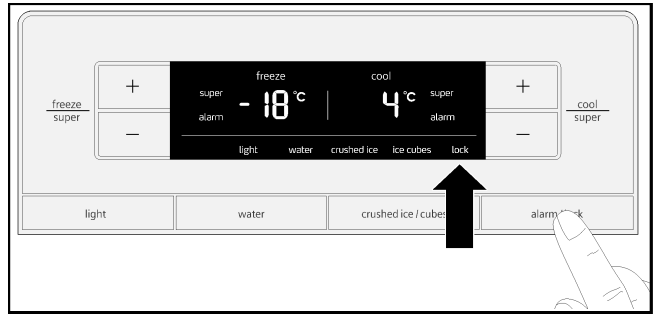 freeze
super
+
−
freeze
cool
super
- 18 °C
4 °C
super
alarm
alarm
light water crushed ice ice cubes lock
+
−
cool
super
light
water
crushed ice / cubes
alarm